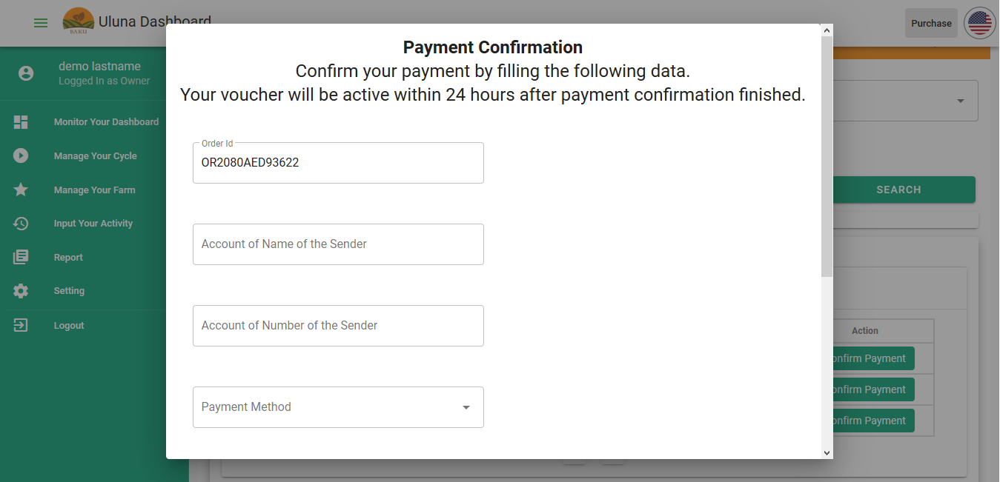 BAKU
Uluna Dashboard
Purchase
demo lastname
Logged In as Owner
Monitor Your Dashboard
Manage Your Cycle
Manage Your Farm
Input Your Activity
Report
Setting
Logout
Payment Confirmation
Confirm your payment by filling the following data.
Your voucher will be active within 24 hours after payment confirmation finished.
Order Id
OR2080AED93622
Account of Name of the Sender
Account of Number of the Sender
Payment Method
SEARCH
Action
onfirm Payment
onfirm Payment
onfirm Payment